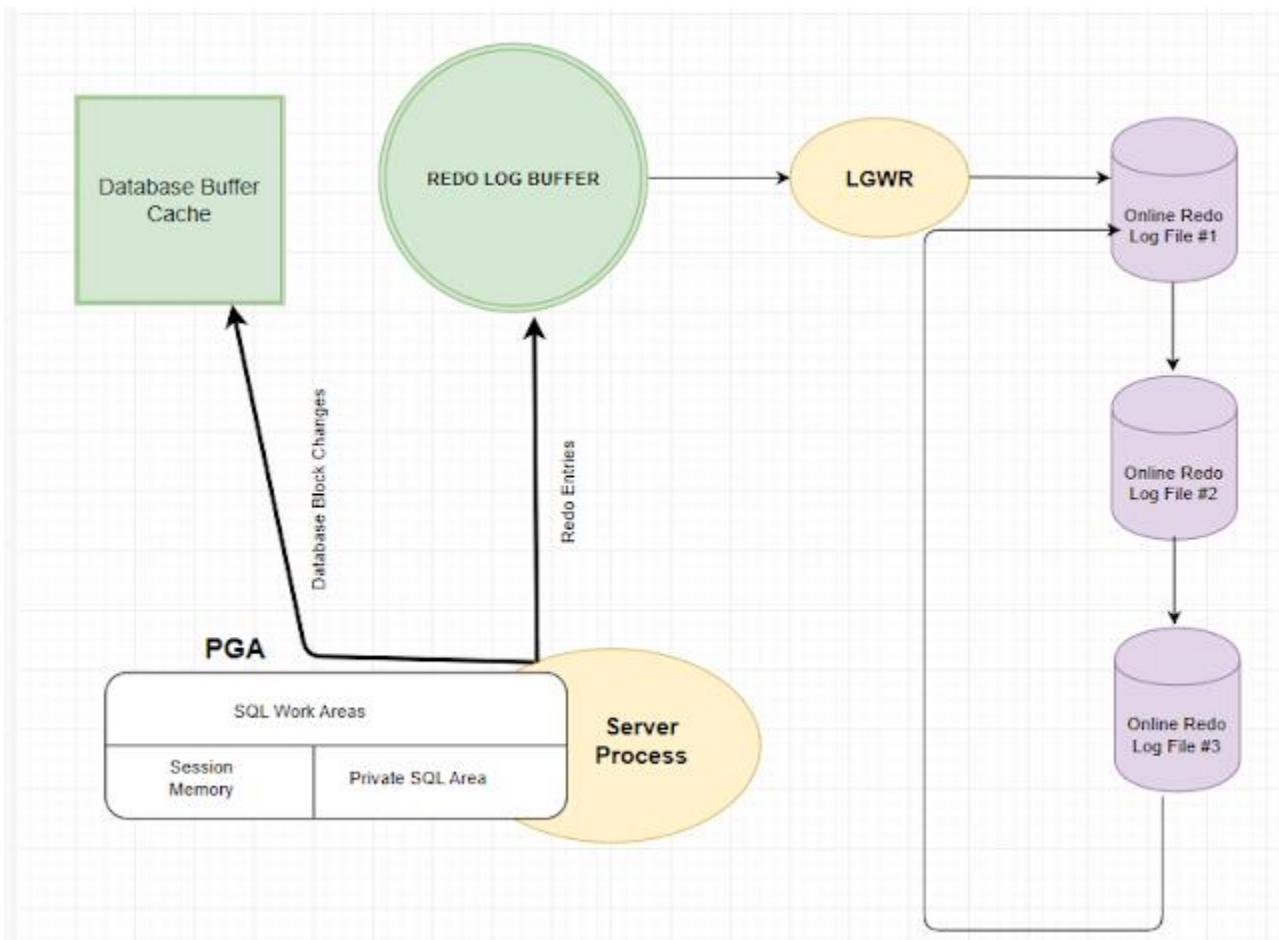 Database Buffer
Cache
REDO LOG BUFFER
LGWR
Online Redo
Log File #1
Database Block Changes
Redo Entries
Online Redo
Log File #2
PGA
SQL Work Areas
Session
Memory
Private SQL Area
Server
Process
Online Redo
Log File #3